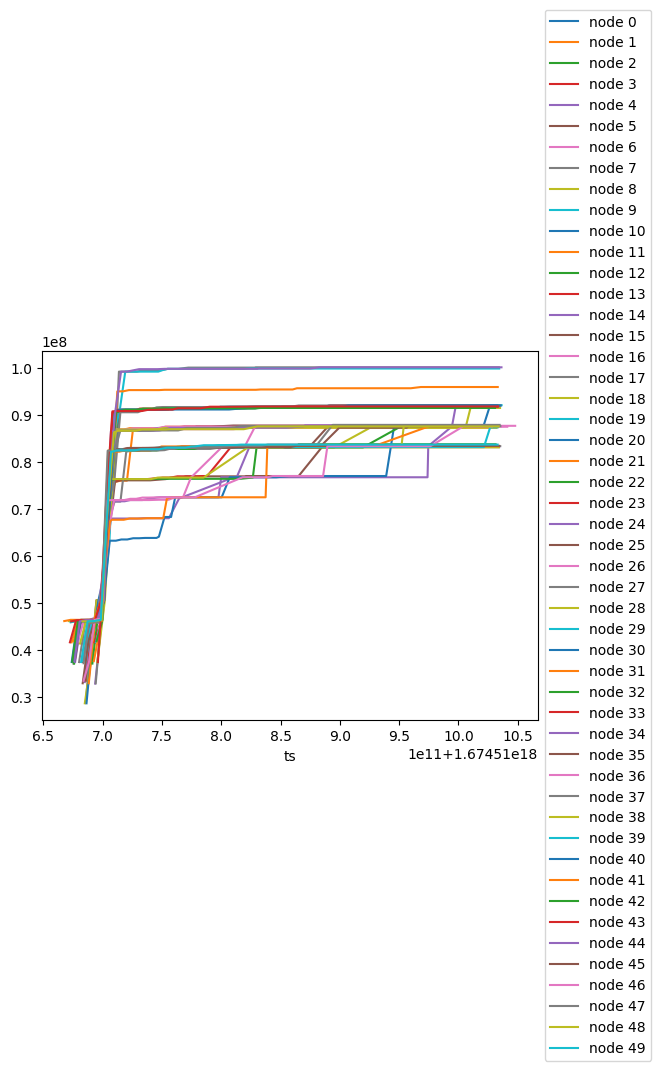 1e8
1.0
0.9
0.8
0.7
0.6
0.5
0.4
0.3
6.5 7.0 7.5 8.0 8.5 9.0 9.5 10.0 10.5
ts
1e11+1.67451e18
node 0
node 1
node 2
node 3
node 4
node 5
node 6
node 7
node 8
node 9
node 10
node 11
node 12
node 13
node 14
node 15
node 16
node 17
node 18
node 19
node 20
node 21
node 22
node 23
node 24
node 25
node 26
node 27
node 28
node 29
node 30
node 31
node 32
node 33
node 34
node 35
node 36
node 37
node 38
node 39
node 40
node 41
node 42
node 43
node 44
node 45
node 46
node 47
node 48
node 49